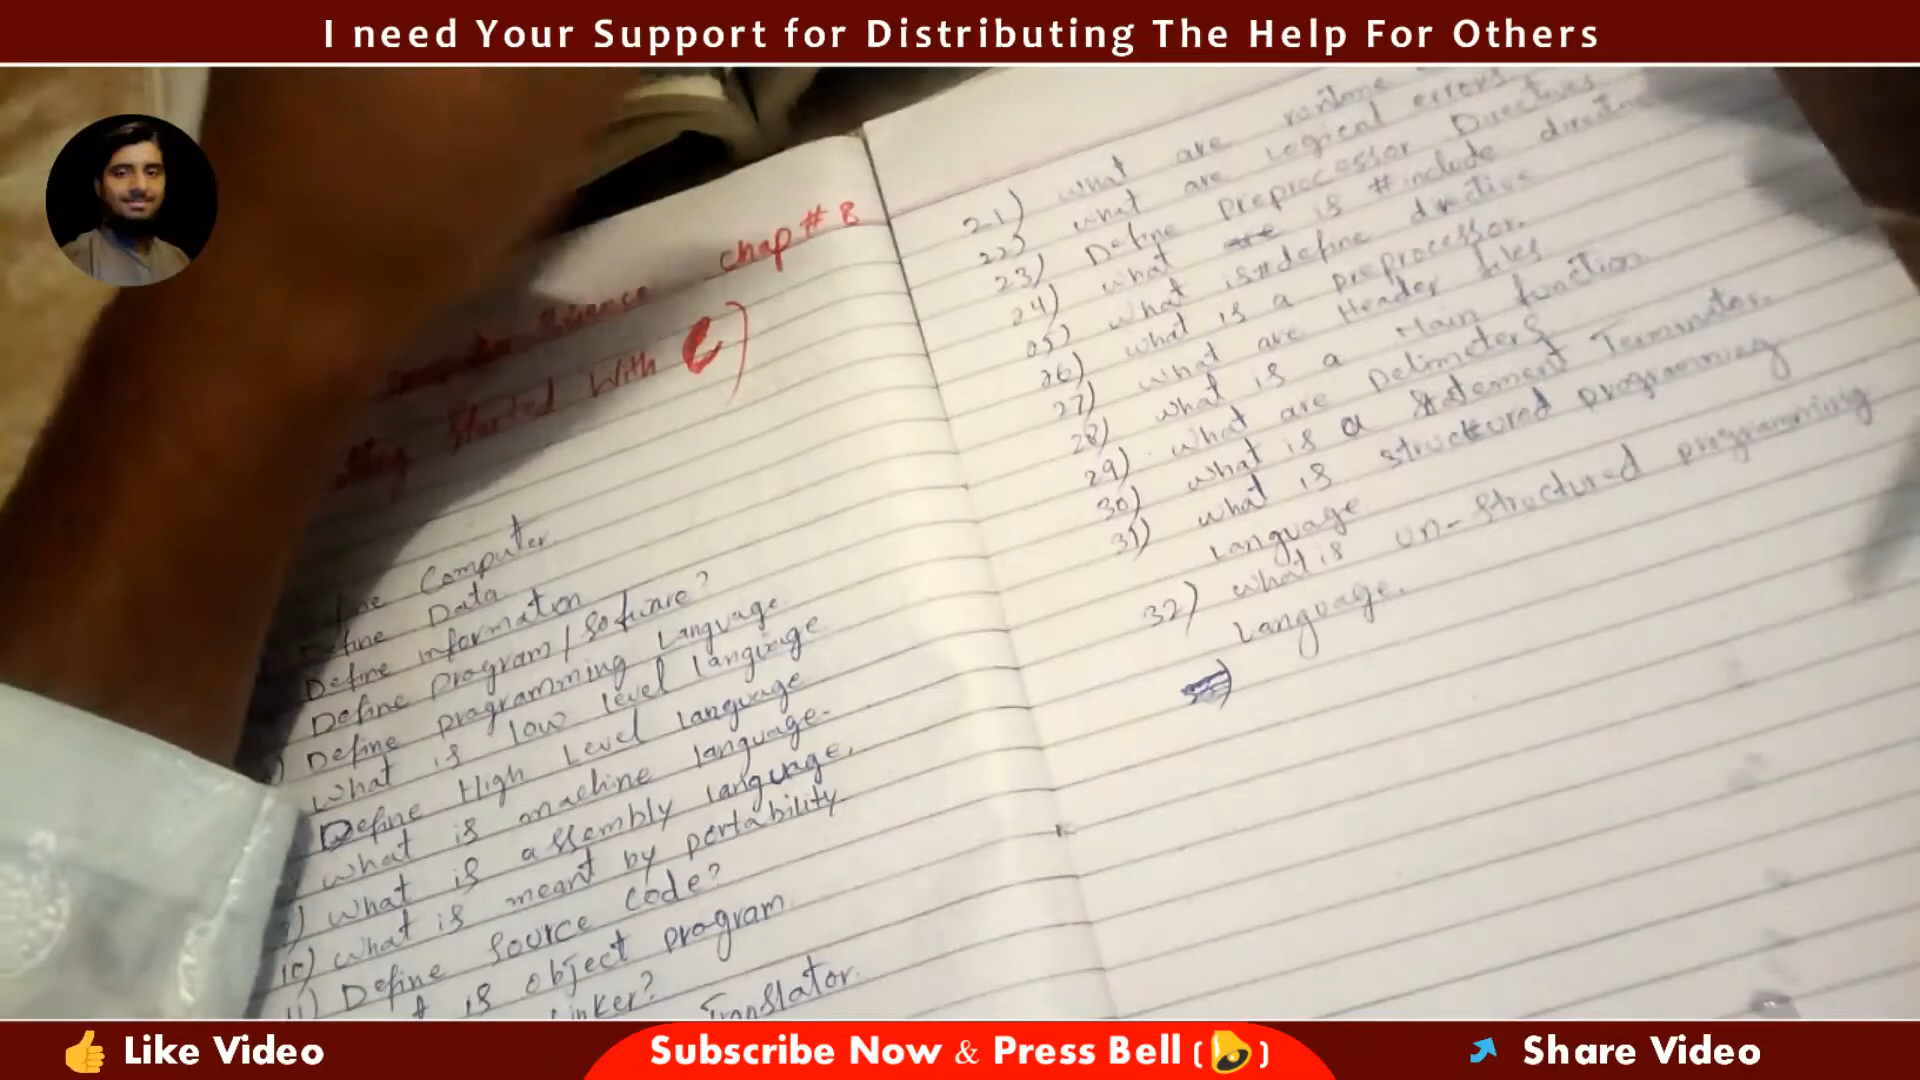 I need Your Support for Distributing The Help For Others
chap # 8
Science
Started With C)
Computer
Define Data
Define information
Define program / Software?
Define programming Language.
What is low level language
Define High Level language
What is machine language.
9) What is assembly language.
10) What is meant by portability
11) Define Source Code?
is object program
Linker?
Translator.
21) What are runtime
22) What are logical errors
23) Define preprocessor Directives
24) What is #include directive
25) What is #define directive
26) What is a preprocessor.
27) What are Header files
28) What is a Main function
29) What are Delimeters
30) What is a Statement Terminator.
31) What is structured programming
Language
32) What is un-structured programming
Language.
Like Video
Subscribe Now & Press Bell ( )
Share Video